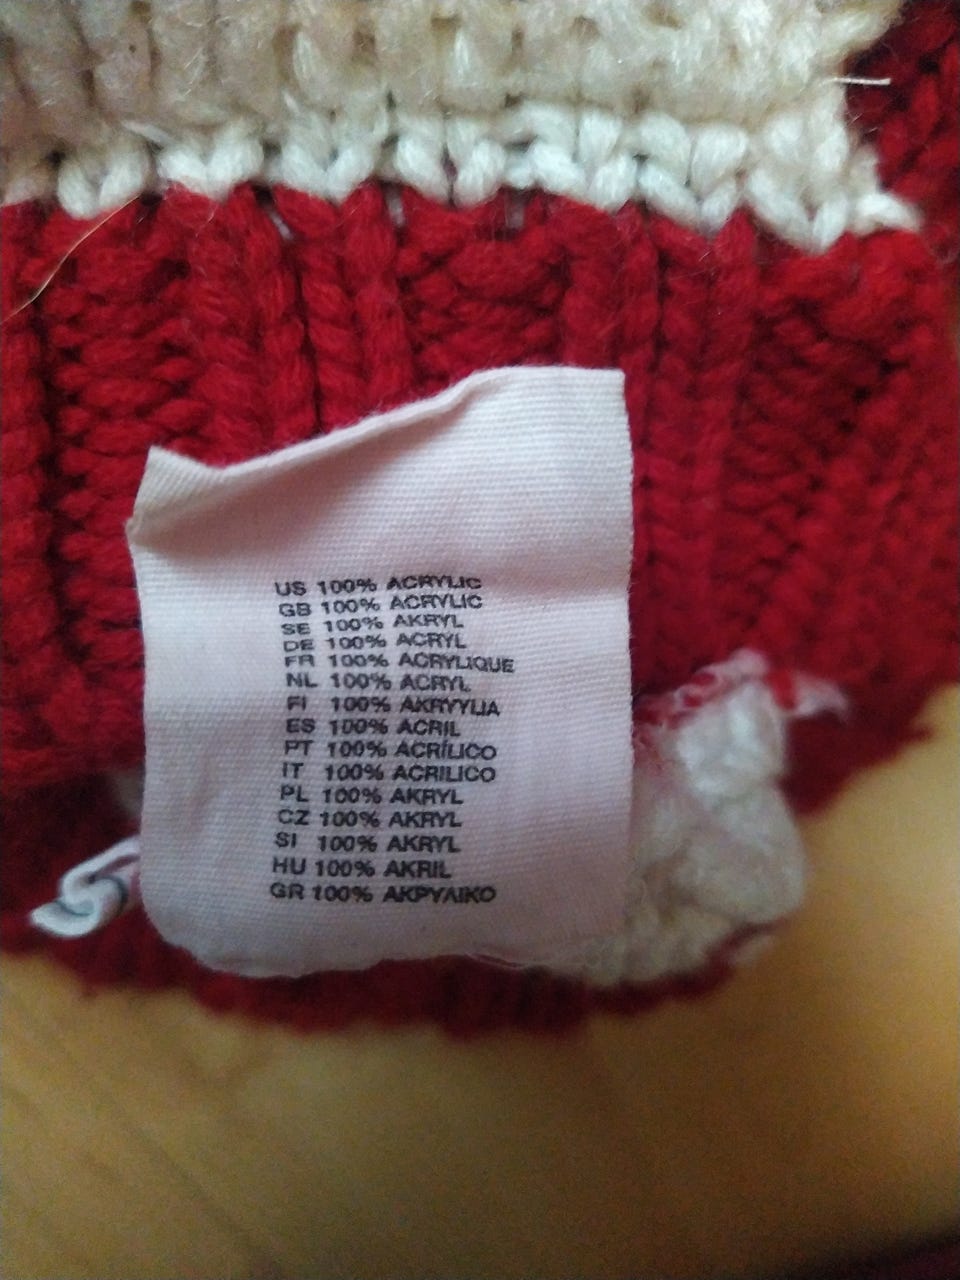 US 100% ACRYLIC
GB 100% ACRYLIC
SE 100% AKRYL
DE 100% ACRYL
FR 100% ACRYLIQUE
NL 100% ACRYL
FI 100% AKRYYLIA
ES 100% ACRIL
PT 100% ACRÍLICO
IT 100% ACRILICO
PL 100% AKRYL
CZ 100% AKRYL
SI 100% AKRYL
HU 100% AKRIL
GR 100% ΑΚΡΥΛΙΚΟ